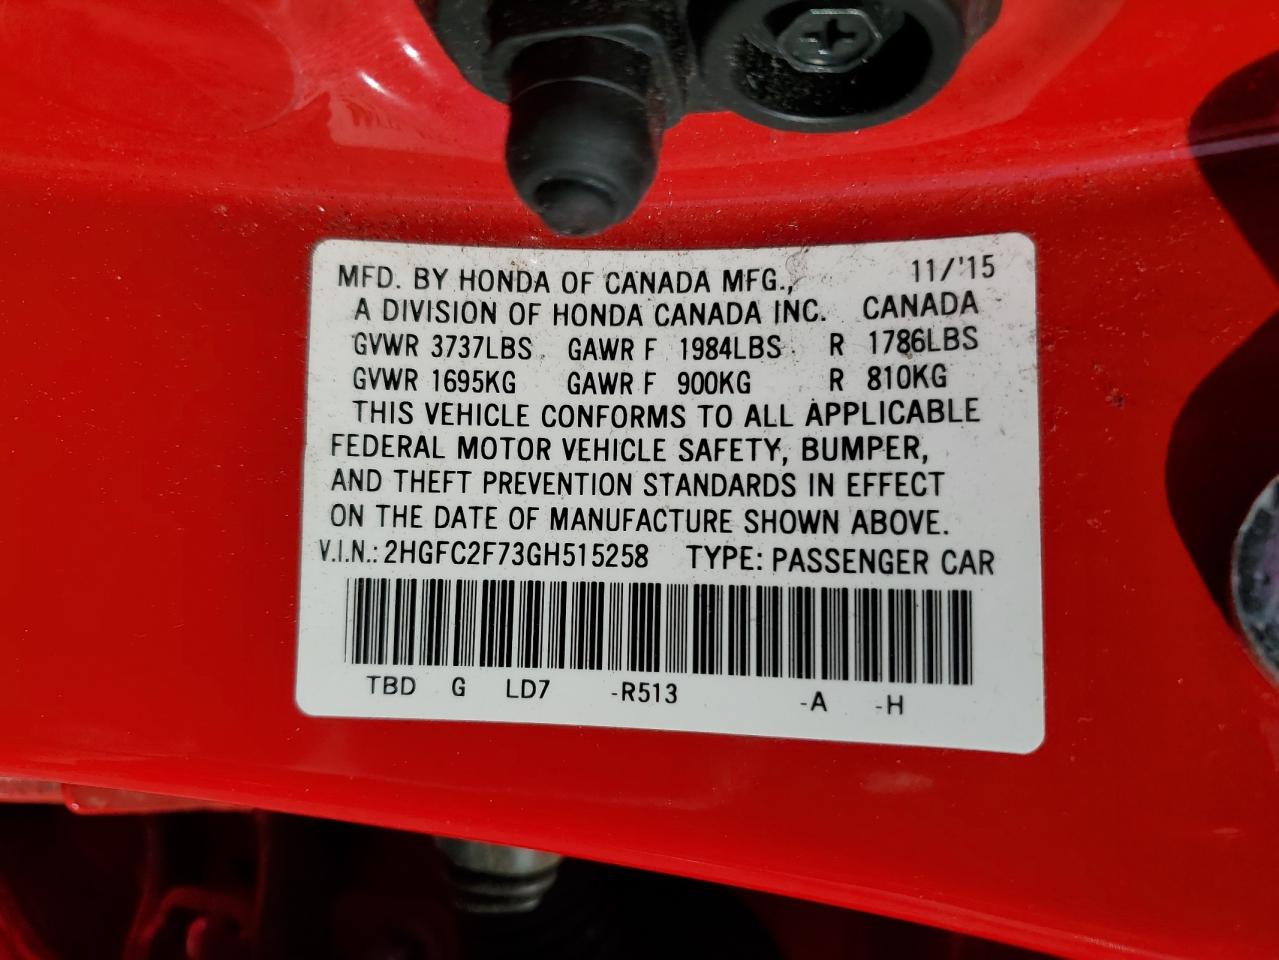 MFD. BY HONDA OF CANADA MFG., 11/'15
A DIVISION OF HONDA CANADA INC. CANADA
GVWR 3737LBS GAWR F 1984LBS R 1786LBS
GVWR 1695KG GAWR F 900KG R 810KG
THIS VEHICLE CONFORMS TO ALL APPLICABLE
FEDERAL MOTOR VEHICLE SAFETY, BUMPER,
AND THEFT PREVENTION STANDARDS IN EFFECT
ON THE DATE OF MANUFACTURE SHOWN ABOVE.
V.I.N.: 2HGFC2F73GH515258 TYPE: PASSENGER CAR
TBD G LD7 -R513 -A -H